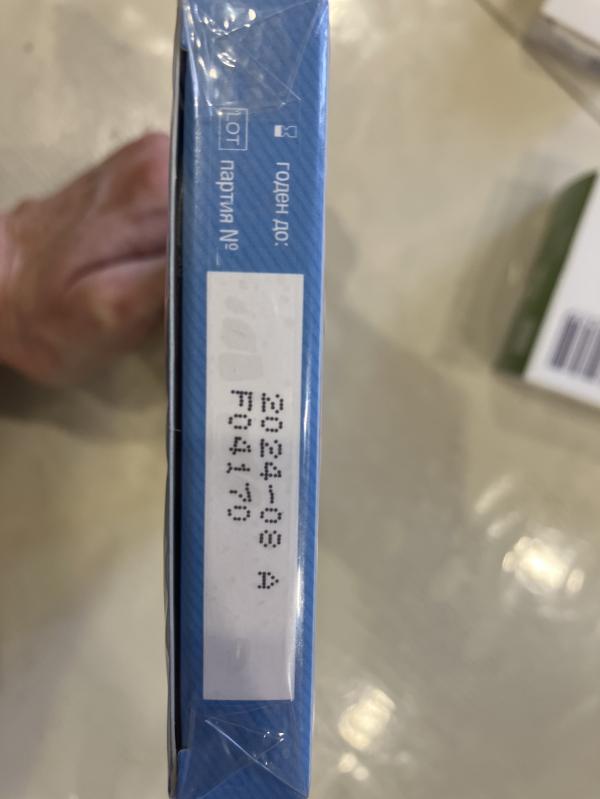 годен до:
LOT партия №
2024-08 A
F04170